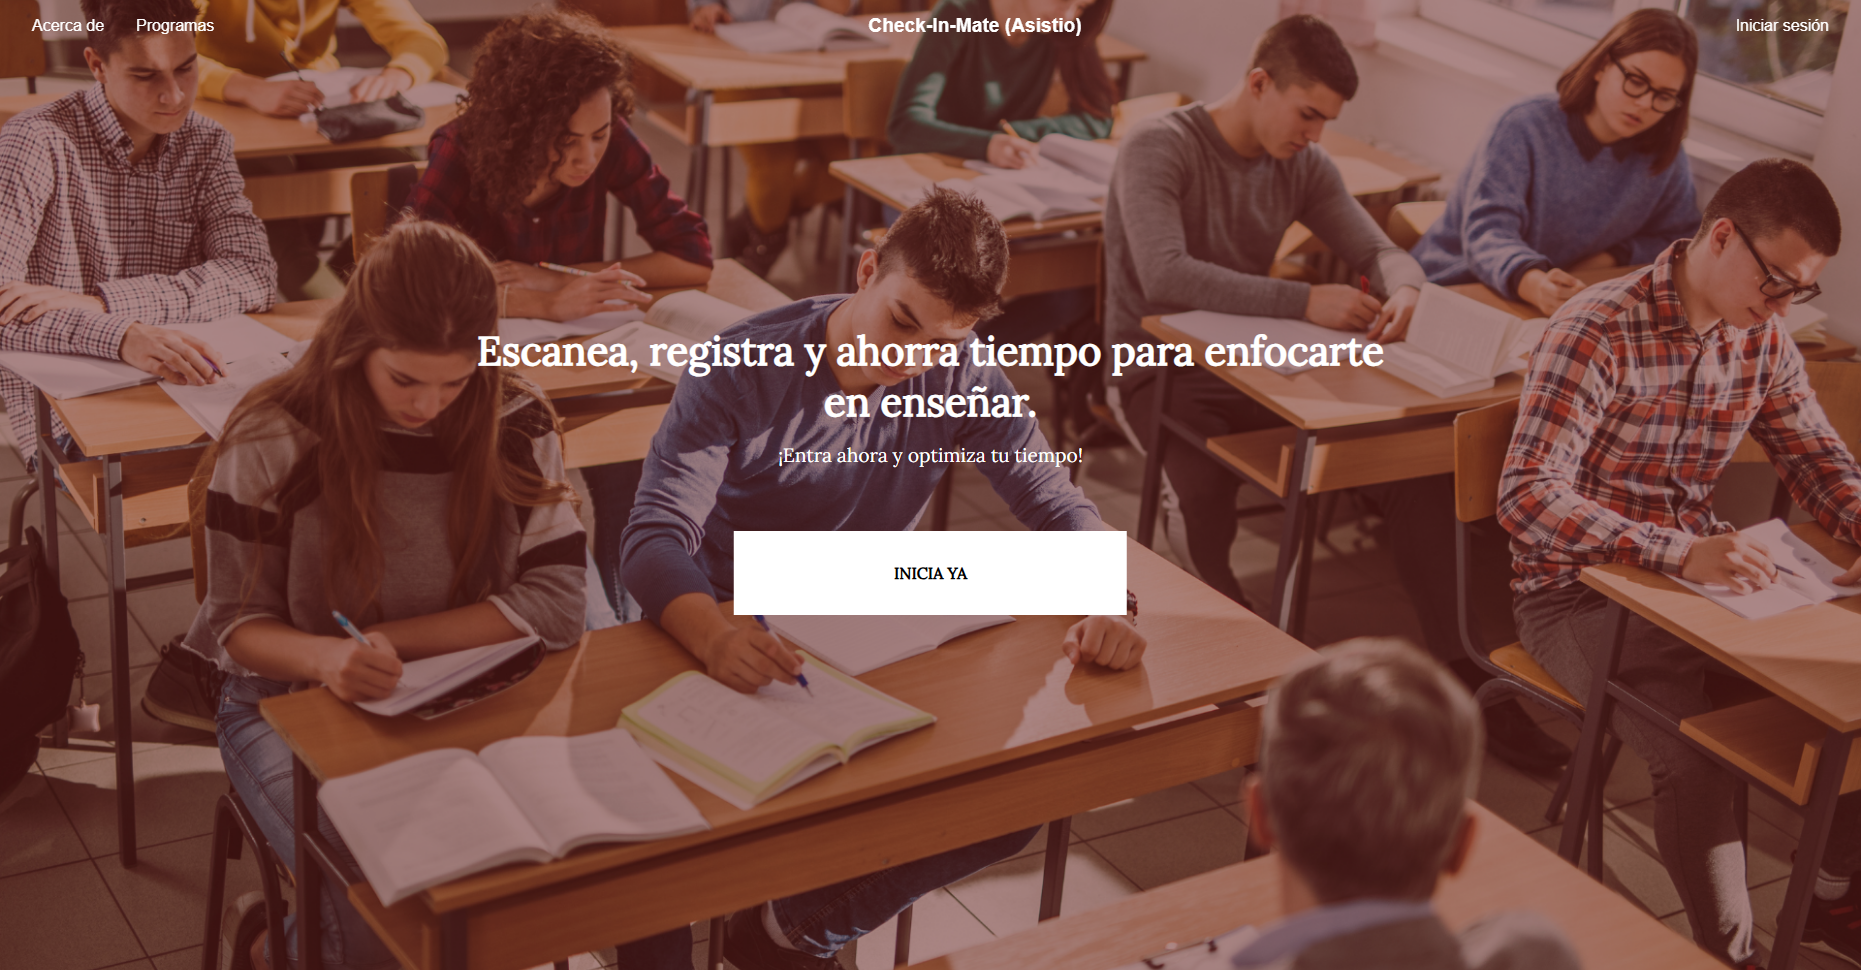 Acerca de
Programas
Check-In-Mate (Asistio)
Iniciar sesión
Escanea, registra y ahorra tiempo para enfocarte
en enseñar.
¡Entra ahora y optimiza tu tiempo!
INICIA YA